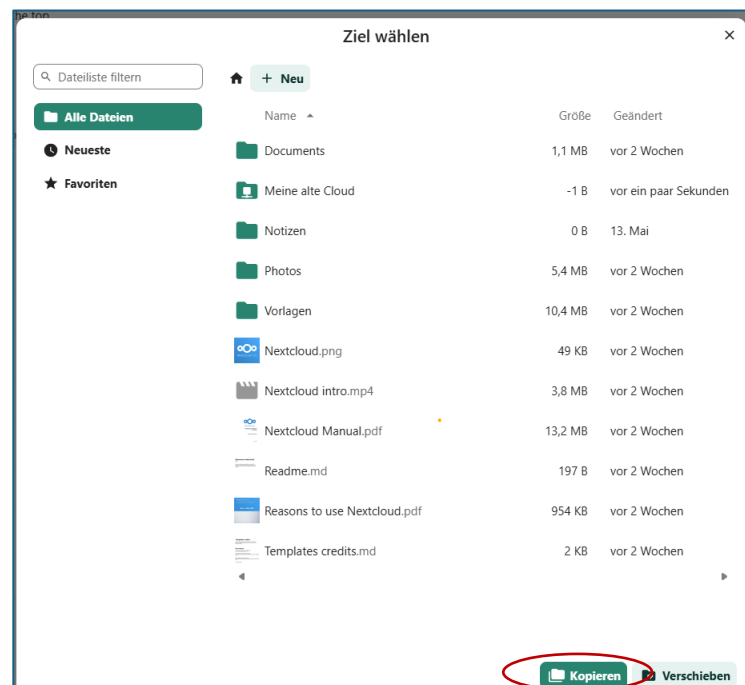 he top
Ziel wählen
Dateiliste filtern
+ Neu
Alle Dateien
Name Größe Geändert
Neueste
Documents 1,1 MB vor 2 Wochen
Favoriten
Meine alte Cloud -1 B vor ein paar Sekunden
Notizen 0 B 13. Mai
Photos 5,4 MB vor 2 Wochen
Vorlagen 10,4 MB vor 2 Wochen
Nextcloud.png 49 KB vor 2 Wochen
Nextcloud intro.mp4 3,8 MB vor 2 Wochen
Nextcloud Manual.pdf 13,2 MB vor 2 Wochen
Readme.md 197 B vor 2 Wochen
Reasons to use Nextcloud.pdf 954 KB vor 2 Wochen
Templates credits.md 2 KB vor 2 Wochen
Kopieren Verschieben